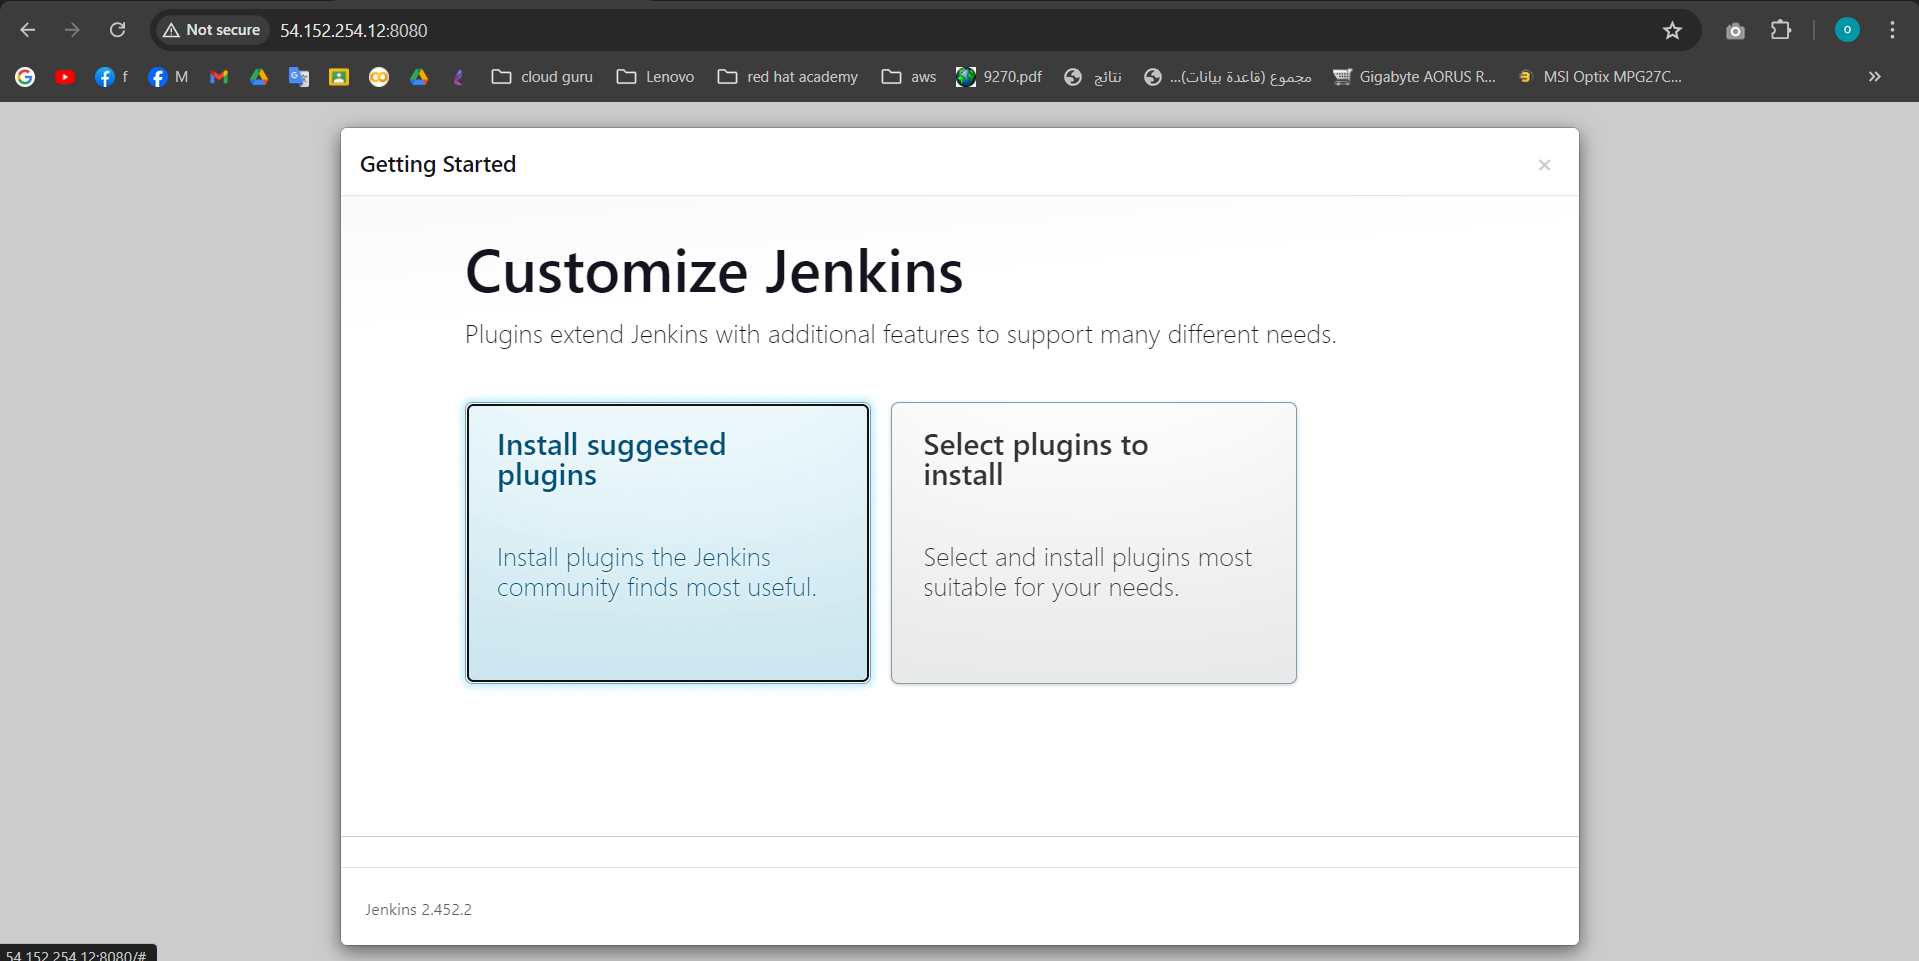 Not secure 54.152.254.12:8080
o
f M cloud guru Lenovo red hat academy aws 9270.pdf نتائج مجموع (قاعدة بيانات)... Gigabyte AORUS R... MSI Optix MPG27C...
Getting Started
Customize Jenkins
Plugins extend Jenkins with additional features to support many different needs.
Install suggested
plugins
Install plugins the Jenkins
community finds most useful.
Select plugins to
install
Select and install plugins most
suitable for your needs.
Jenkins 2.452.2
54.152.254.12:8080/#